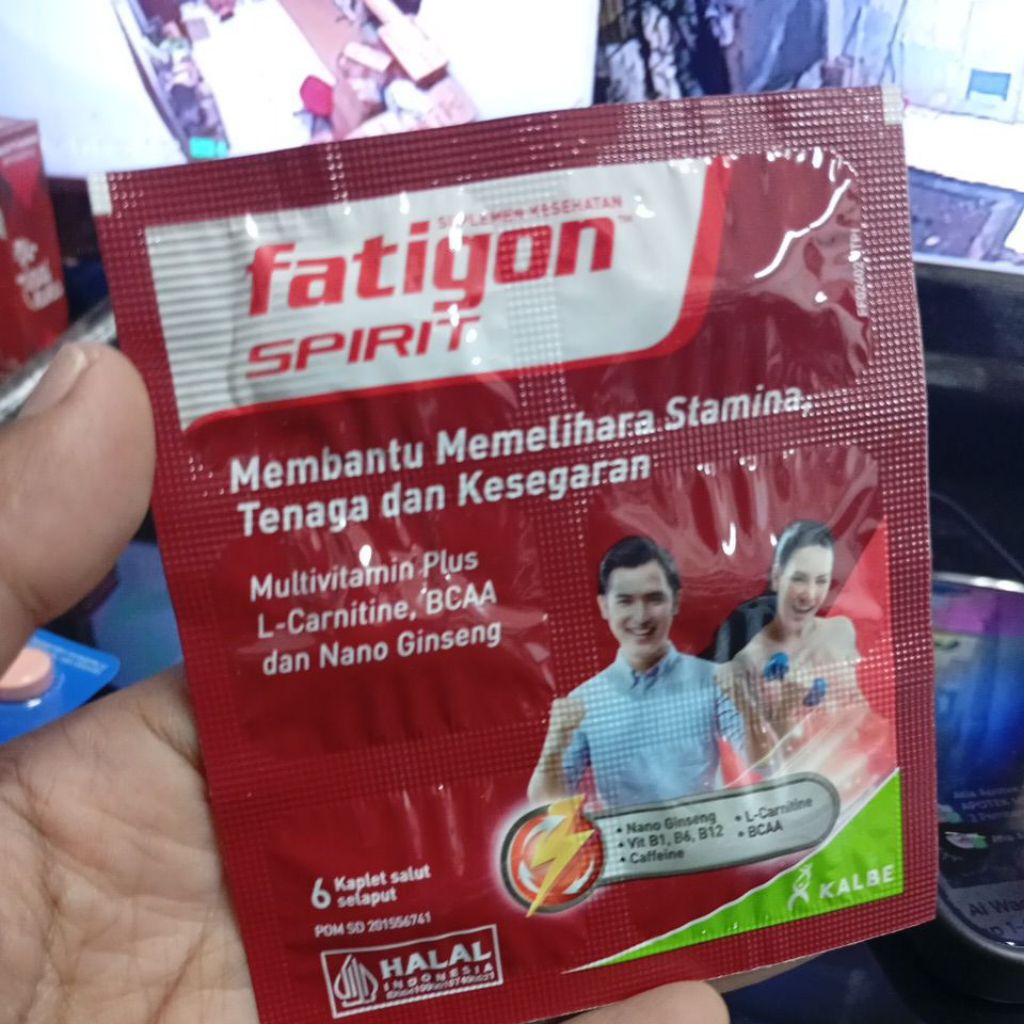 SUPLEMEN KESEHATAN
fatigon™
SPIRIT
Membantu Memelihara Stamina,
Tenaga dan Kesegaran
Multivitamin Plus
L-Carnitine, BCAA
dan Nano Ginseng
• Nano Ginseng
• Vit B1, B6, B12
• Caffeine
• L-Carnitine
• BCAA
6 Kaplet salut
selaput
POM SD 201556761
KALBE
HALAL
INDONESIA